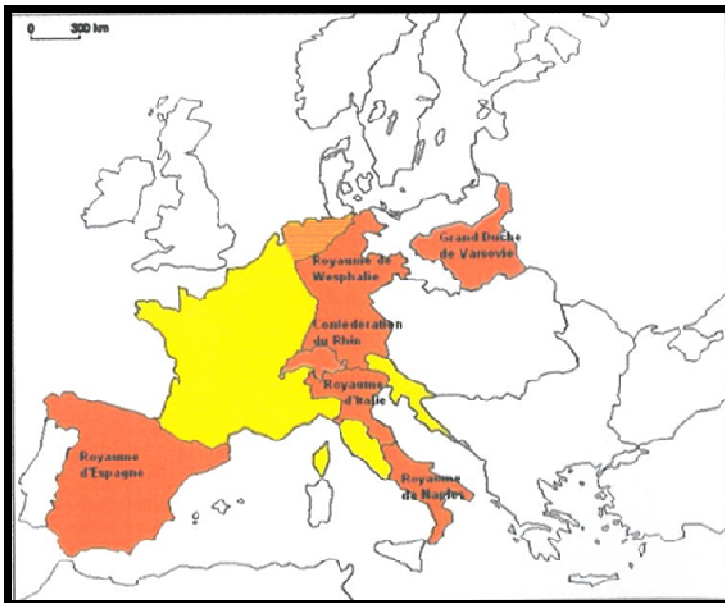 0 300 km
Grand Duché
de Varsovie
Royaume de
Wesphalie
Confédération
du Rhin
Royaume
d'Italie
Royaume
d'Espagne
Royaume
de Naples